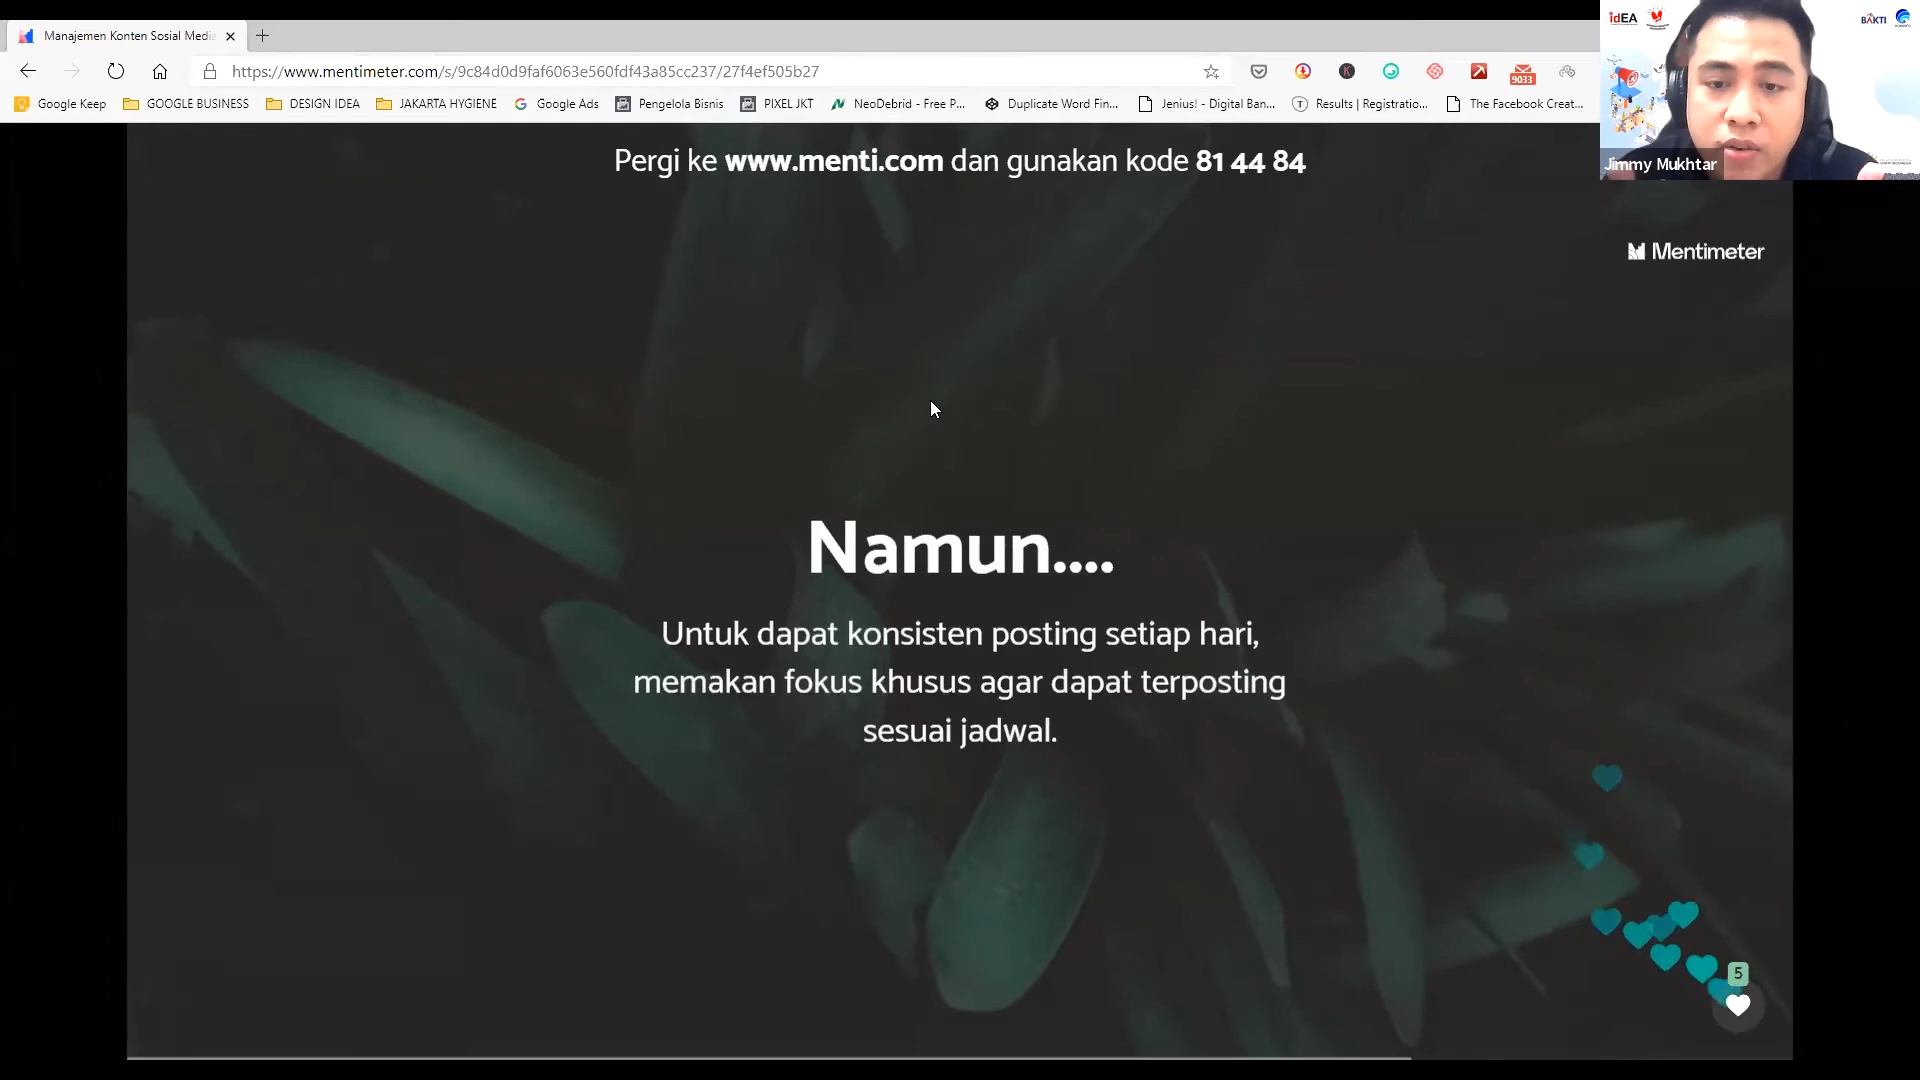 Manajemen Konten Sosial Media
https://www.mentimeter.com/s/9c84d0d9faf6063e560fdf43a85cc237/27f4ef505b27
9033
Google Keep
GOOGLE BUSINESS
DESIGN IDEA
JAKARTA HYGIENE
Google Ads
Pengelola Bisnis
PIXEL JKT
NeoDebrid - Free P...
Duplicate Word Fin...
Jenius! - Digital Ban...
Results | Registratio...
The Facebook Creat...
idEA
BAKTI
Jimmy Mukhtar
Pergi ke www.menti.com dan gunakan kode 81 44 84
Mentimeter
Namun....
Untuk dapat konsisten posting setiap hari,
memakan fokus khusus agar dapat terposting
sesuai jadwal.
5